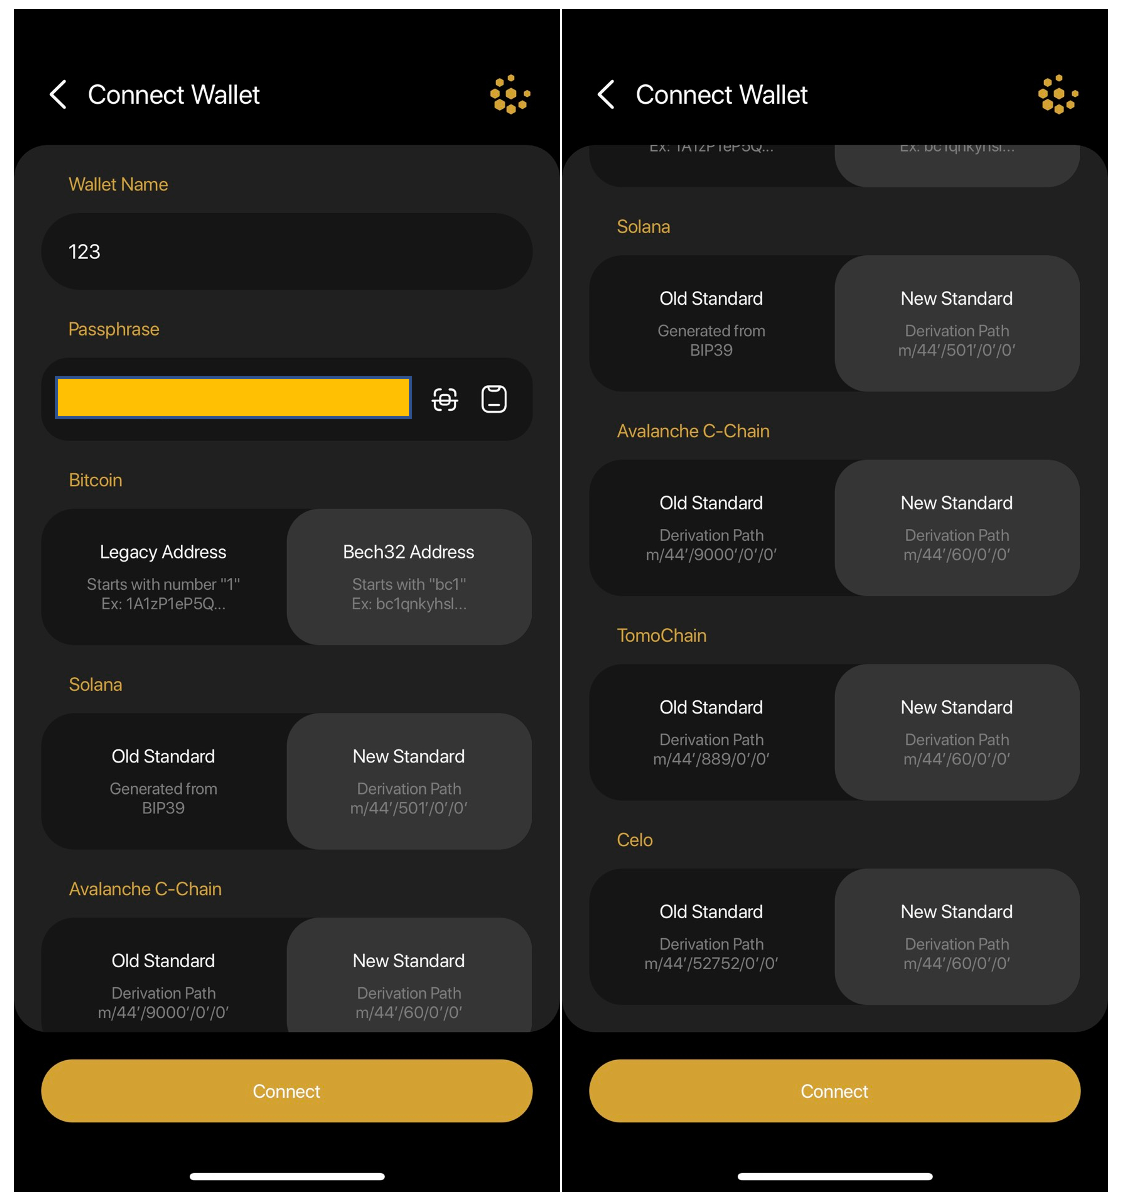 Connect Wallet
Wallet Name
123
Passphrase
Bitcoin
Legacy Address
Starts with number "1"
Ex: 1A1zP1eP5Q...
Bech32 Address
Starts with "bc1"
Ex: bc1qnkyhsl...
Solana
Old Standard
Generated from
BIP39
New Standard
Derivation Path
m/44'/501'/0'/0'
Avalanche C-Chain
Old Standard
Derivation Path
m/44'/9000'/0'/0'
New Standard
Derivation Path
m/44'/60/0'/0'
Connect
Connect Wallet
Ex: 1A1zP1eP5Q...
Ex: bc1qnkyhsl...
Solana
Old Standard
Generated from
BIP39
New Standard
Derivation Path
m/44'/501'/0'/0'
Avalanche C-Chain
Old Standard
Derivation Path
m/44'/9000'/0'/0'
New Standard
Derivation Path
m/44'/60/0'/0'
TomoChain
Old Standard
Derivation Path
m/44'/889/0'/0'
New Standard
Derivation Path
m/44'/60/0'/0'
Celo
Old Standard
Derivation Path
m/44'/52752/0'/0'
New Standard
Derivation Path
m/44'/60/0'/0'
Connect